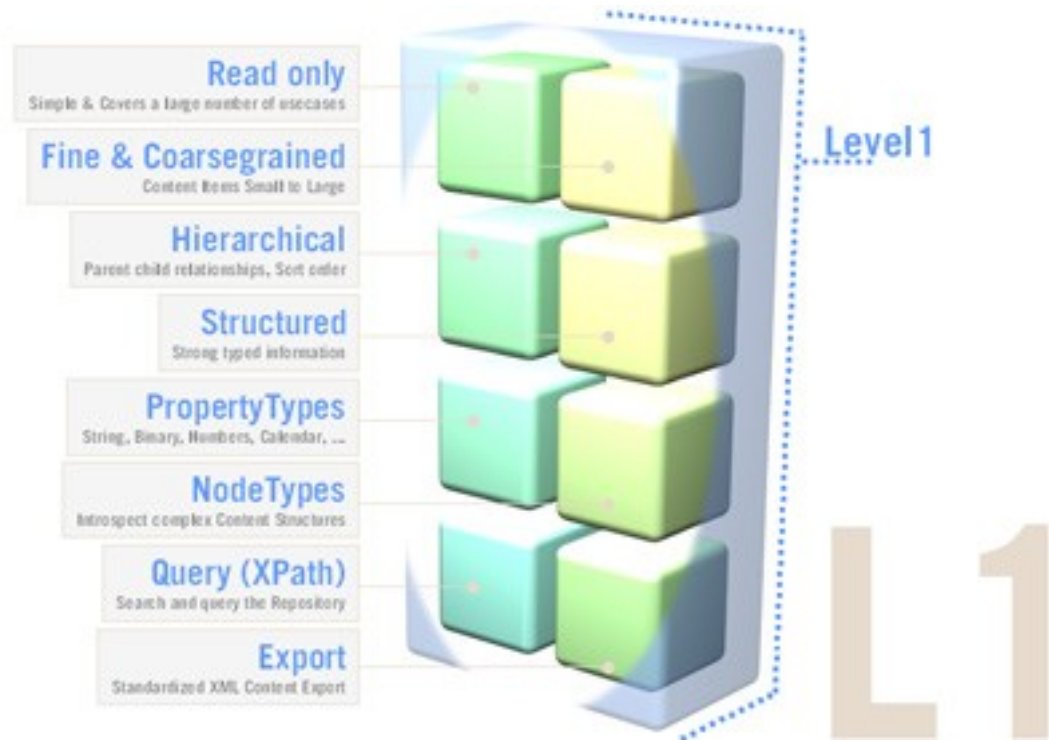 Read only
Simple & Covers a large number of usecases
Fine & Coarsegrained
Content Items Small to Large
Hierarchical
Parent child relationships, Sort order
Structured
Strong typed information
PropertyTypes
String, Binary, Numbers, Calendar, ...
NodeTypes
Introspect complex Content Structures
Query (XPath)
Search and query the Repository
Export
Standardized XML Content Export
Level1
L1